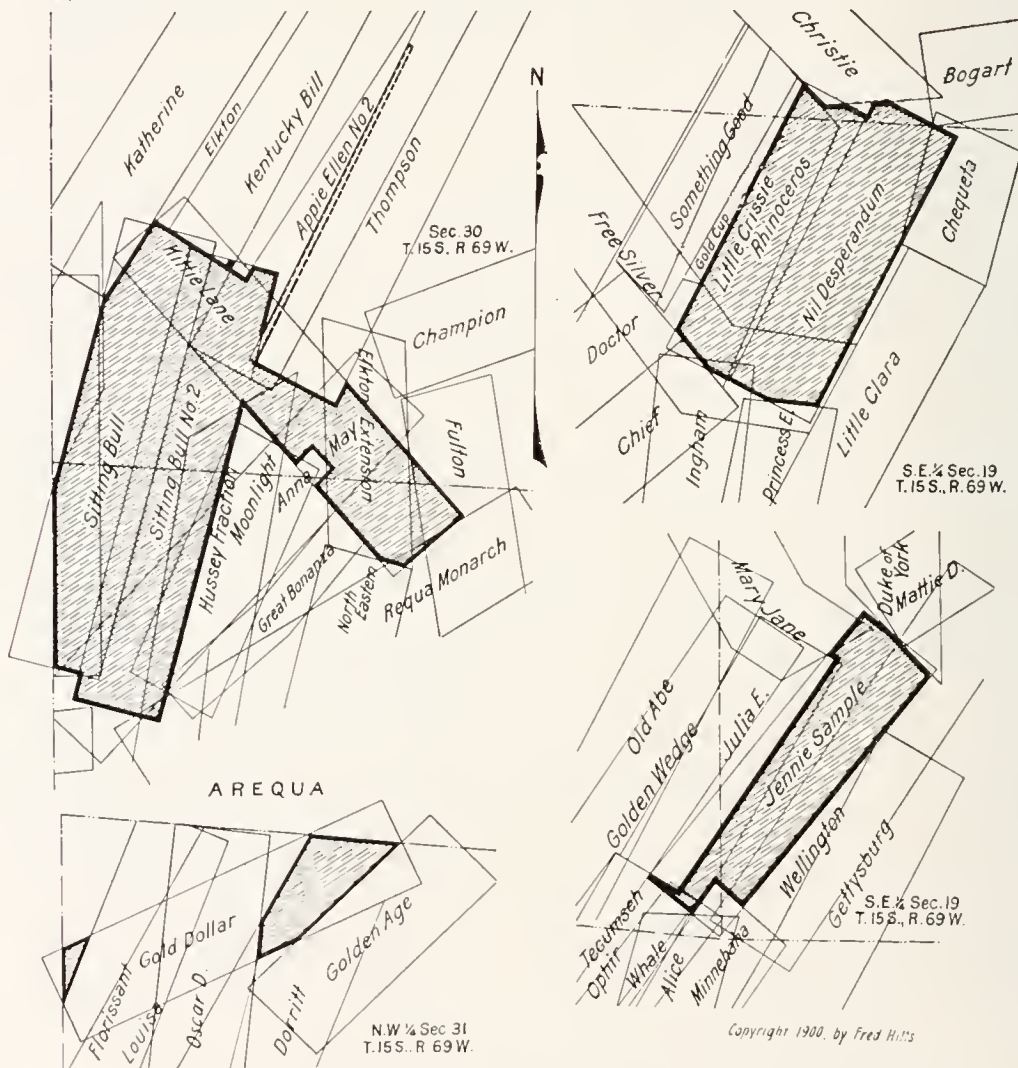 Katherine
Elkton
Kentucky Bill
Appie Ellen No 2
Thompson
Sec. 30
T. 15 S., R 69 W.
Kittie Lane
Champion
Elkton Extension
May
Fulton
Sitting Bull
Sitting Bull No. 2
Hussey Fraction
Moonlight
Anna
Great Bonanza
North Eastern
Requa Monarch
N
Christie
Bogart
Something Good
Gold Cup
Little Crissie
Rhinoceros
Nil Desperandum
Chequeta
Free Silver
Doctor
Chief
Ingham
Princess E.
Little Clara
S.E.¼ Sec. 19
T. 15 S., R. 69 W.
AREQUA
Gold Dollar
Golden Age
Florissant
Louisa
Oscar D
Dorritt
N.W ¼ Sec 31
T. 15 S.. R 69 W.
Duke of
York
Mattie D.
Mary Jane
Old Abe
Golden Wedge
Julia E.
Jennie Sample
Wellington
Gettysburg
Tecumseh
Ophir
Whale
Alice
Minnehaha
S.E.¼ Sec. 19
T. 15 S., R. 69 W.
Copyright 1900, by Fred Hills